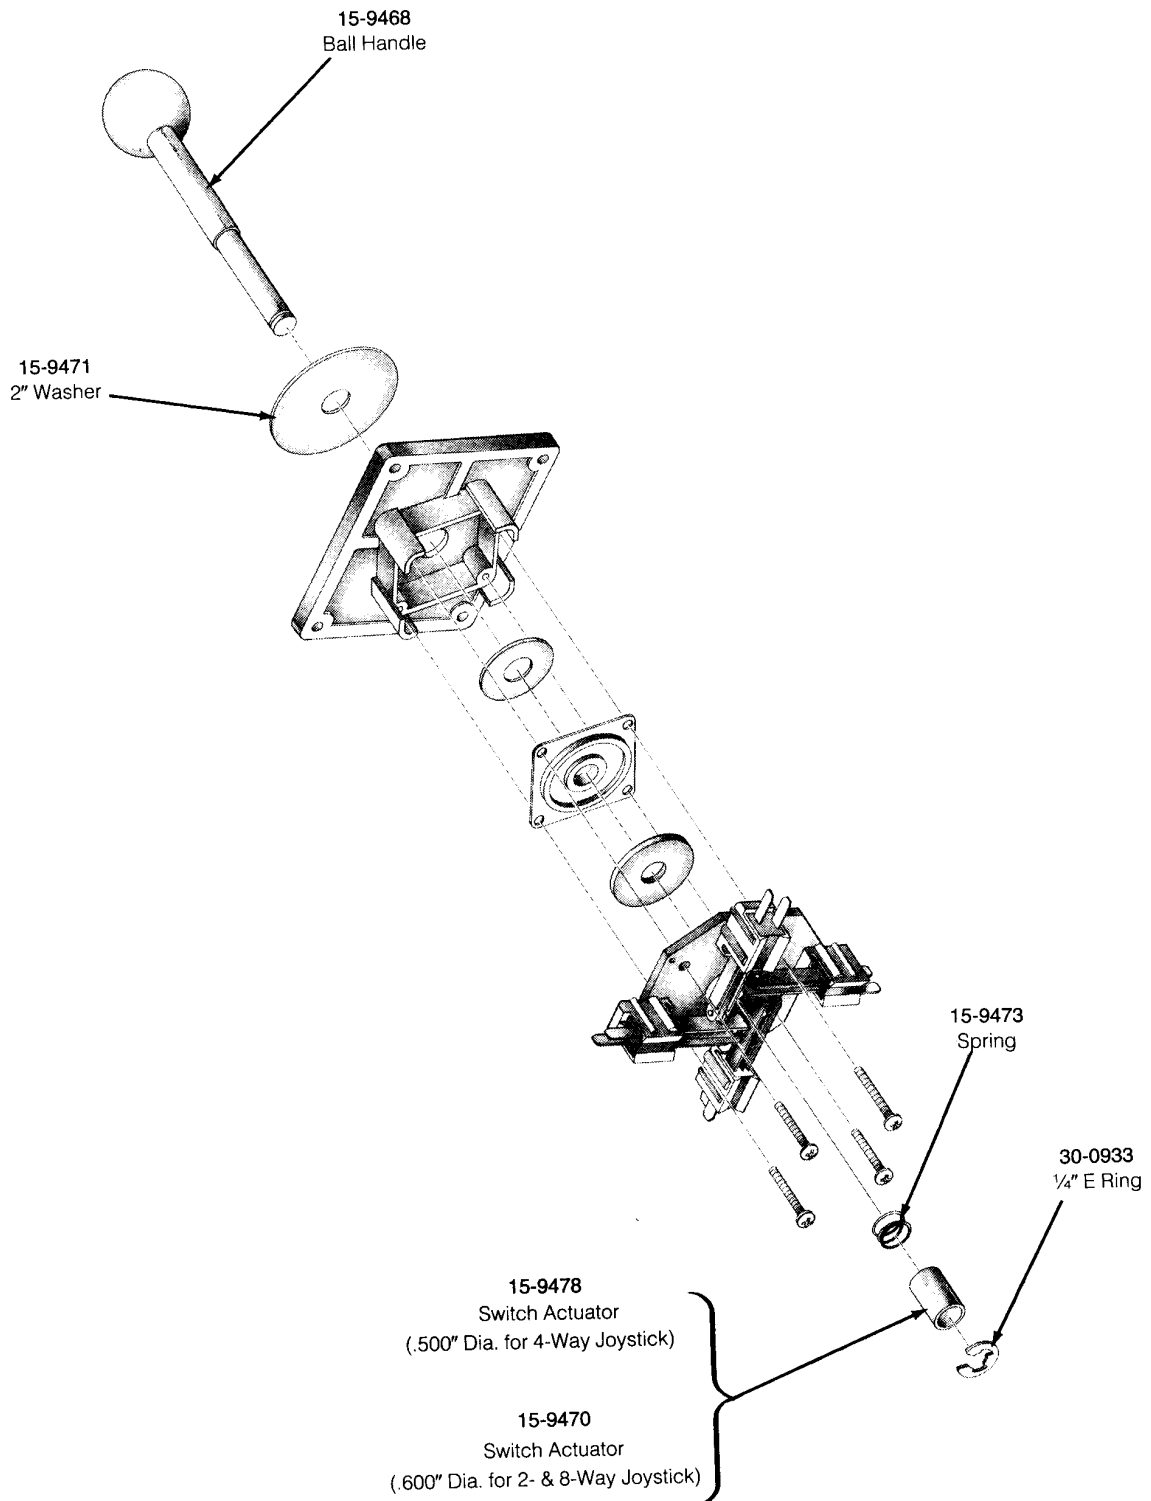 15-9468
Ball Handle
15-9471
2″ Washer
15-9473
Spring
30-0933
¼″ E Ring
15-9478
Switch Actuator
(.500″ Dia. for 4-Way Joystick)
15-9470
Switch Actuator
(.600″ Dia. for 2- & 8-Way Joystick)